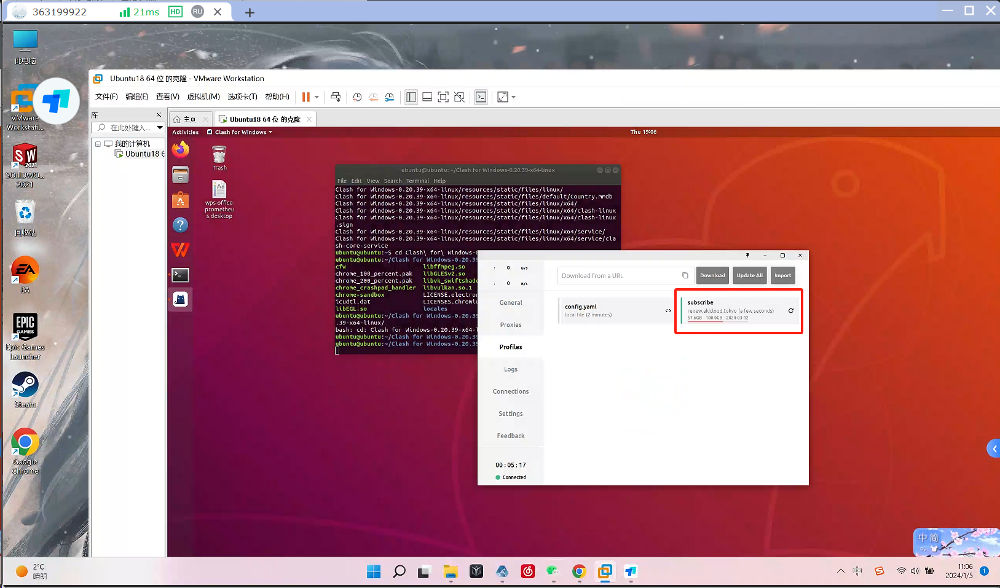 363199922
21ms
HD
RU
此电脑
Ubuntu18 64 位 的克隆 - VMware Workstation
文件(F) 编辑(E) 查看(V) 虚拟机(M) 选项卡(T) 帮助(H)
库
在此处键入...
主页
Ubuntu18 64 位 的克隆
我的计算机
Ubuntu18 6
VMware
Workstati...
SOLIDWO...
2021
回收站
EA
EPIC
GAMES
Epic Games
Launcher
Steam
Google
Chrome
Activities
Clash for Windows
Thu 19:06
Trash
wps-office-
prometheu
s.desktop
ubuntu@ubuntu: ~/Clash for Windows-0.20.39-x64-linux
File Edit View Search Terminal Help
Clash for Windows-0.20.39-x64-linux/resources/static/files/linux/
Clash for Windows-0.20.39-x64-linux/resources/static/files/default/Country.mmdb
Clash for Windows-0.20.39-x64-linux/resources/static/files/linux/x64/
Clash for Windows-0.20.39-x64-linux/resources/static/files/linux/x64/clash-linux
Clash for Windows-0.20.39-x64-linux/resources/static/files/linux/x64/clash-linux
.sign
Clash for Windows-0.20.39-x64-linux/resources/static/files/linux/x64/service/
Clash for Windows-0.20.39-x64-linux/resources/static/files/linux/x64/service/cla
sh-core-service
ubuntu@ubuntu:~$ cd Clash\ for\ Windows-0
ubuntu@ubuntu:~/Clash for Windows-0.20.39
cfw libffmpeg.so
chrome_100_percent.pak libGLESv2.so
chrome_200_percent.pak libvk_swiftshade
chrome_crashpad_handler libvulkan.so.1
chrome-sandbox LICENSE.electron
icudtl.dat LICENSES.chromiu
libEGL.so locales
ubuntu@ubuntu:~/Clash for Windows-0.20.39
.39-x64-linux/
bash: cd: Clash for Windows-0.20.39-x64-l
ubuntu@ubuntu:~/Clash for Windows-0.20.39
ubuntu@ubuntu:~/Clash for Windows-0.20.39
↑ 0 B/s
↓ 0 B/s
General
Proxies
Profiles
Logs
Connections
Settings
Feedback
00 : 05 : 17
Connected
Download from a URL
Download
Update All
Import
config.yaml
local file (2 minutes)
subscribe
renew.akicloud.tokyo (a few seconds)
57.6GB 100.0GB 2024-03-12
中 简
2°C
晴朗
中
11:06
2024/1/5
1